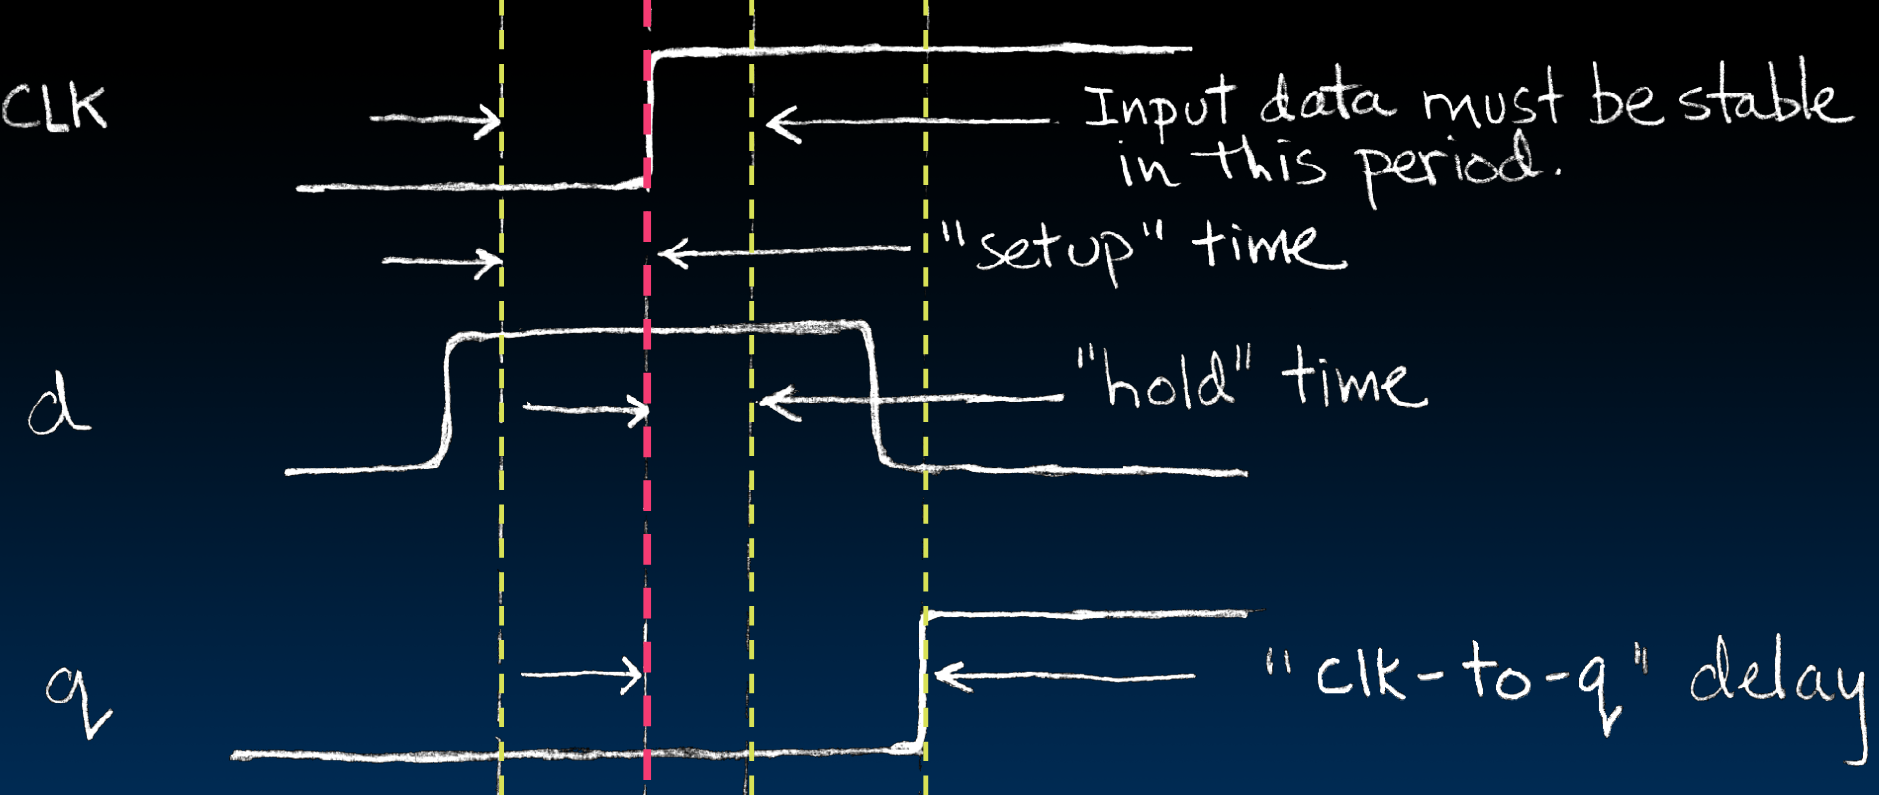 CLK
Input data must be stable
in this period.
"setup" time
d
"hold" time
q
"clk-to-q" delay